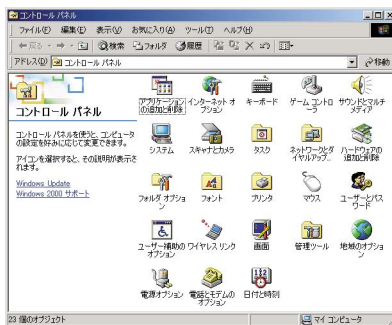 コントロール パネル
ファイル(F) 編集(E) 表示(V) お気に入り(A) ツール(T) ヘルプ(H)
戻る 検索 フォルダ 履歴
アドレス(D) コントロール パネル 移動
コントロール パネル
コントロール パネルを使うと、コンピュータ
の設定を好みに応じて変更できます。
アイコンを選択すると、その説明が表示さ
れます。
Windows Update
Windows 2000 サポート
アプリケーション
の追加と削除
インターネット オ
プション
キーボード
ゲーム コントロ
ーラ
サウンドとマルチ
メディア
システム
スキャナとカメラ
タスク
ネットワークとダ
イヤルアップ...
ハードウェアの
追加と削除
フォルダ オプショ
ン
フォント
プリンタ
マウス
ユーザーとパス
ワード
ユーザー補助の
オプション
ワイヤレス リンク
画面
管理ツール
地域のオプショ
ン
電源オプション
電話とモデムの
オプション
日付と時刻
23 個のオブジェクト
マイ コンピュータ